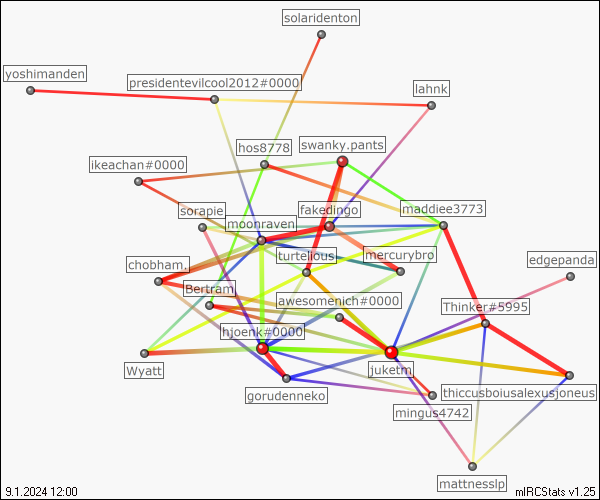 solaridenton
yoshimanden
presidentevilcool2012#0000
lahnk
hos8778
swanky.pants
ikeachan#0000
sorapie
fakedingo
maddiee3773
moonraven
chobham,
turtelious
mercurybro
edgepanda
Bertram
awesomenich#0000
Thinker#5995
hjoenk#0000
Wyatt
juketm
gorudenneko
thiccusboiusalexusjoneus
mingus4742
mattnesslp
9.1.2024 12:00
mIRCStats v1.25